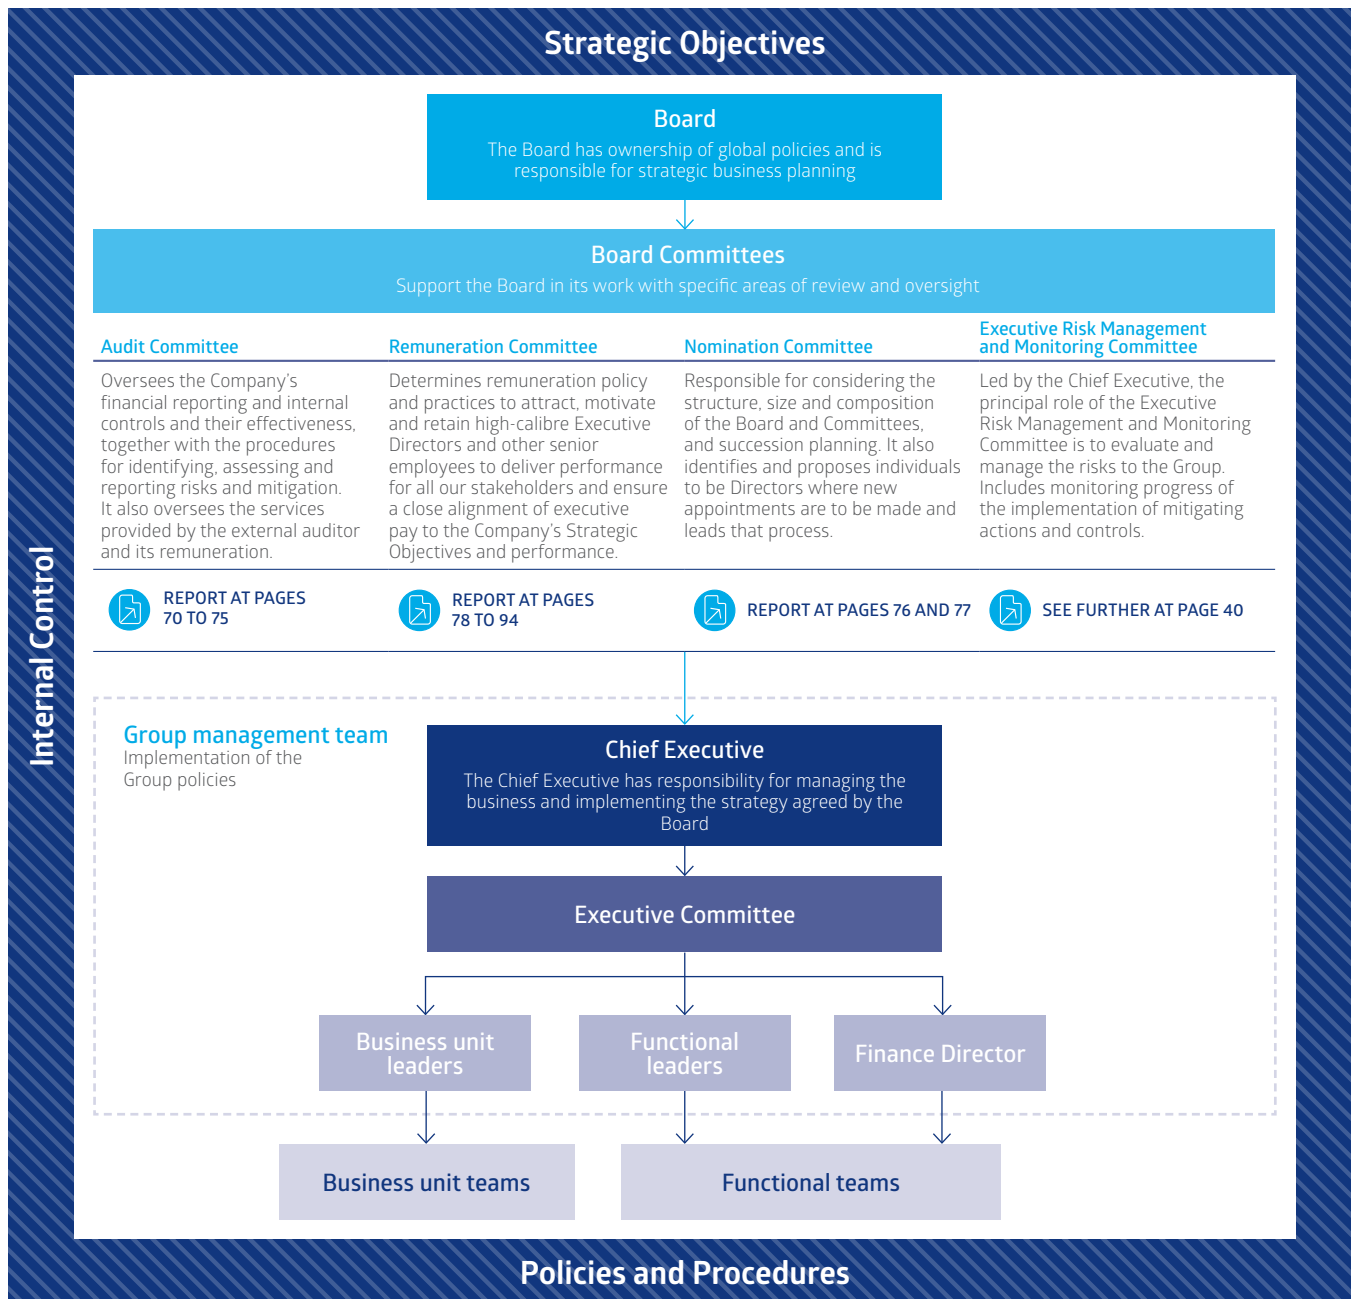 Strategic Objectives
Board
The Board has ownership of global policies and is
responsible for strategic business planning
Board Committees
Support the Board in its work with specific areas of review and oversight
Audit Committee
Oversees the Company's
financial reporting and internal
controls and their effectiveness,
together with the procedures
for identifying, assessing and
reporting risks and mitigation.
It also oversees the services
provided by the external auditor
and its remuneration.
REPORT AT PAGES
70 TO 75
Remuneration Committee
Determines remuneration policy
and practices to attract, motivate
and retain high-calibre Executive
Directors and other senior
employees to deliver performance
for all our stakeholders and ensure
a close alignment of executive
pay to the Company's Strategic
Objectives and performance.
REPORT AT PAGES
78 TO 94
Nomination Committee
Responsible for considering the
structure, size and composition
of the Board and Committees,
and succession planning. It also
identifies and proposes individuals
to be Directors where new
appointments are to be made and
leads that process.
REPORT AT PAGES 76 AND 77
Executive Risk Management
and Monitoring Committee
Led by the Chief Executive, the
principal role of the Executive
Risk Management and Monitoring
Committee is to evaluate and
manage the risks to the Group.
Includes monitoring progress of
the implementation of mitigating
actions and controls.
SEE FURTHER AT PAGE 40
Internal Control
Group management team
Implementation of the
Group policies
Chief Executive
The Chief Executive has responsibility for managing the
business and implementing the strategy agreed by the
Board
Executive Committee
Business unit
leaders
Functional
leaders
Finance Director
Business unit teams
Functional teams
Policies and Procedures